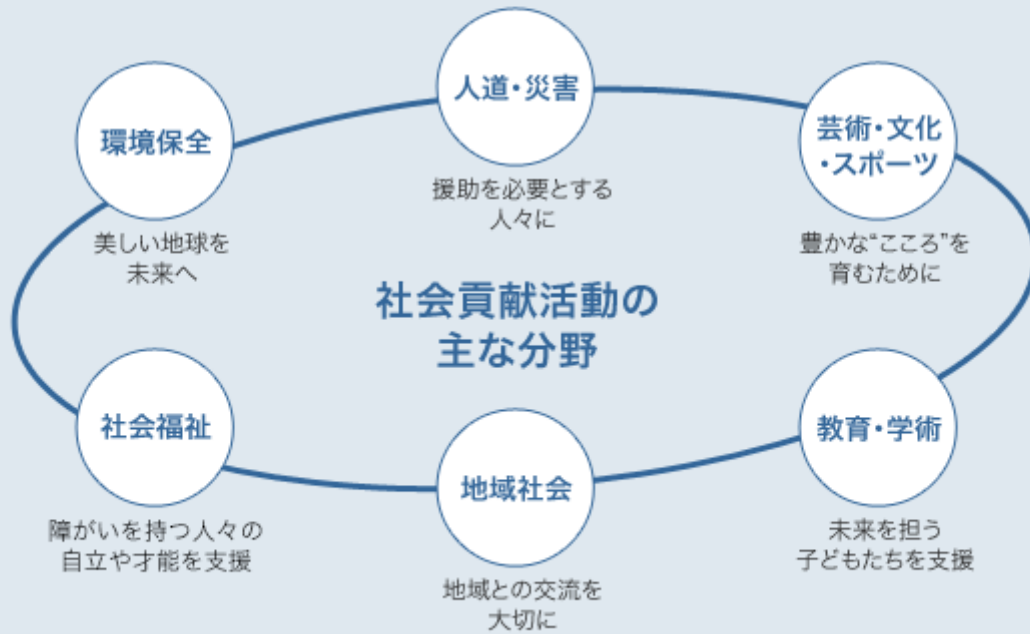 人道・災害
援助を必要とする
人々に
環境保全
美しい地球を
未来へ
芸術・文化
・スポーツ
豊かな“こころ”を
育むために
社会貢献活動の
主な分野
社会福祉
障がいを持つ人々の
自立や才能を支援
地域社会
地域との交流を
大切に
教育・学術
未来を担う
子どもたちを支援